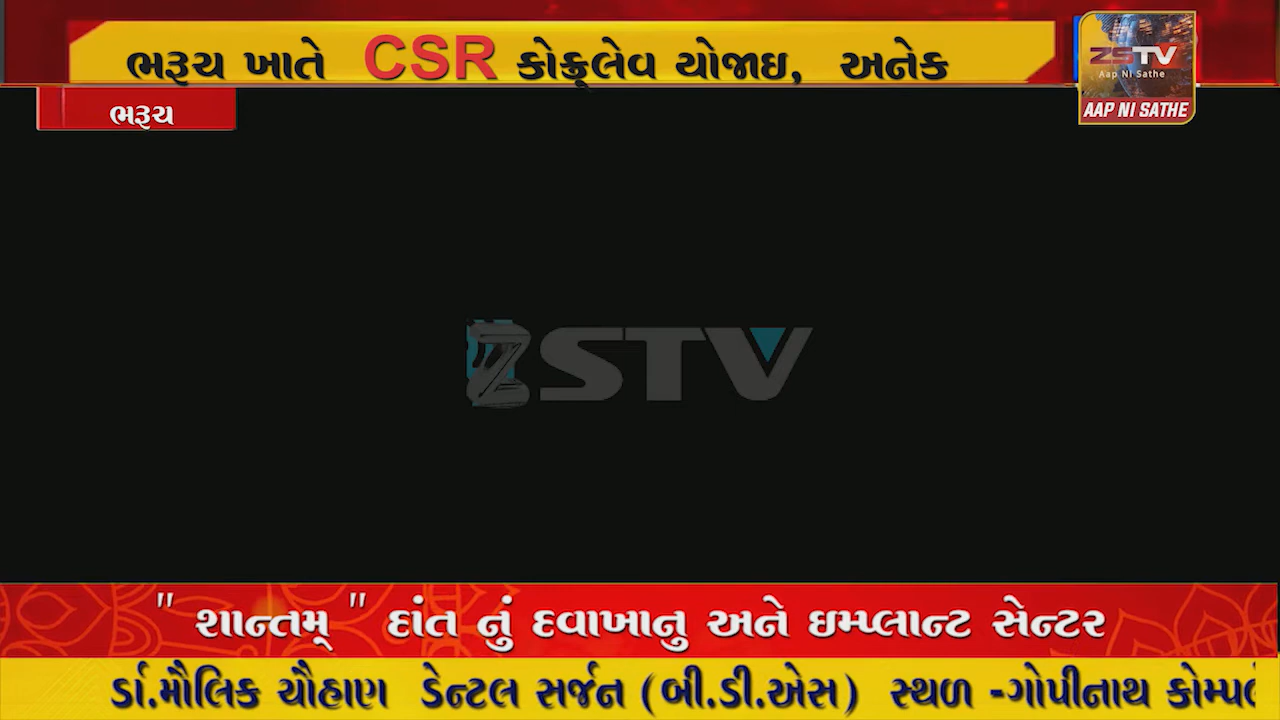 ભરૂચ ખાતે CSR કોફ્ર્લેવ યોજાઇ, અનેક
ZSTV
Aap Ni Sathe
AAP NI SATHE
ભરૂચ
ZSTV
" શાન્તમ્ " દાંત નું દવાખાનુ અને ઇમ્પ્લાન્ટ સેન્ટર
ર્ડા.મૌલિક ચૌહાણ ડેન્ટલ સર્જન (બી.ડી.એસ) સ્થળ -ગોપીનાથ